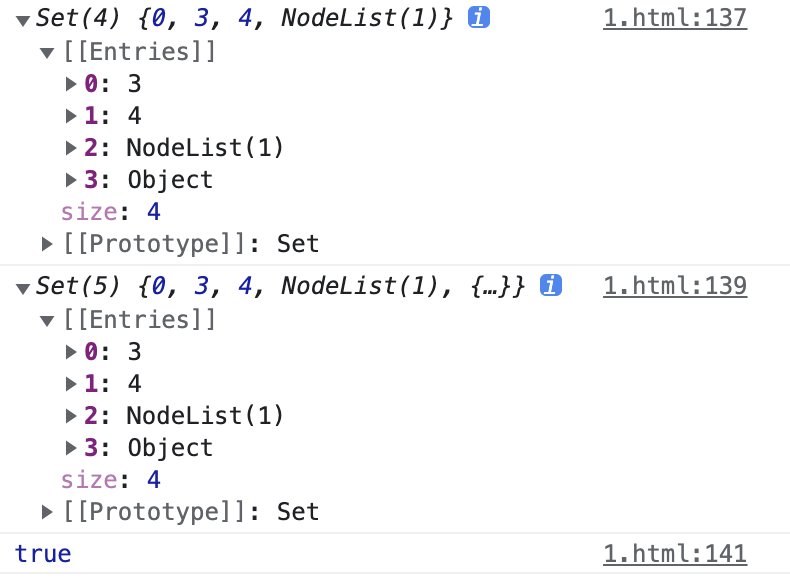 ▼Set(4) {0, 3, 4, NodeList(1)} i 1.html:137
▼[[Entries]]
▶0: 3
▶1: 4
▶2: NodeList(1)
▶3: Object
size: 4
▶[[Prototype]]: Set
▼Set(5) {0, 3, 4, NodeList(1), {…}} i 1.html:139
▼[[Entries]]
▶0: 3
▶1: 4
▶2: NodeList(1)
▶3: Object
size: 4
▶[[Prototype]]: Set
true 1.html:141